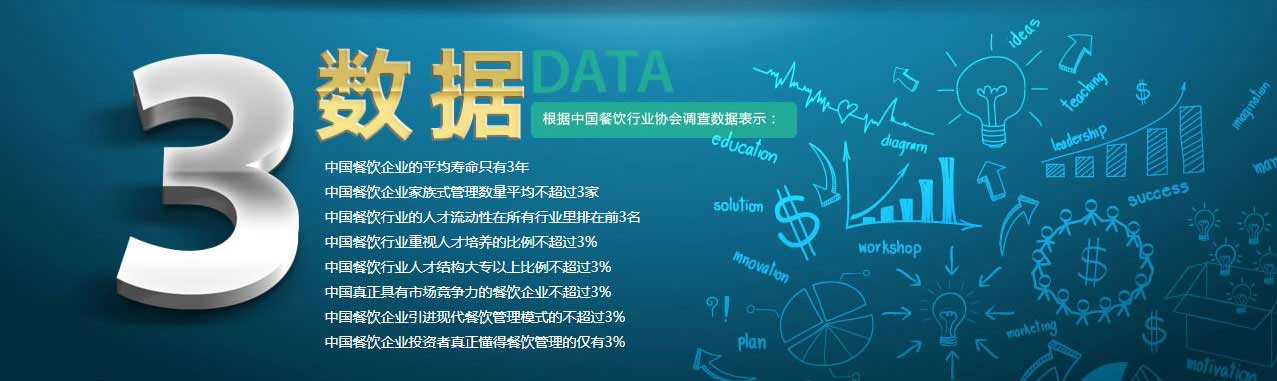 3
数据 DATA
根据中国餐饮行业协会调查数据表示：
中国餐饮企业的平均寿命只有3年
中国餐饮企业家族式管理数量平均不超过3家
中国餐饮行业的人才流动性在所有行业里排在前3名
中国餐饮行业重视人才培养的比例不超过3%
中国餐饮行业人才结构大专以上比例不超过3%
中国真正具有市场竞争力的餐饮企业不超过3%
中国餐饮企业引进现代餐饮管理模式的不超过3%
中国餐饮企业投资者真正懂得餐饮管理的仅有3%
ideas
teaching
$
imagination
education
diagram
leadership
solution
$
success
workshop
mnovation
$
?!
plan
marketing
$
motivation